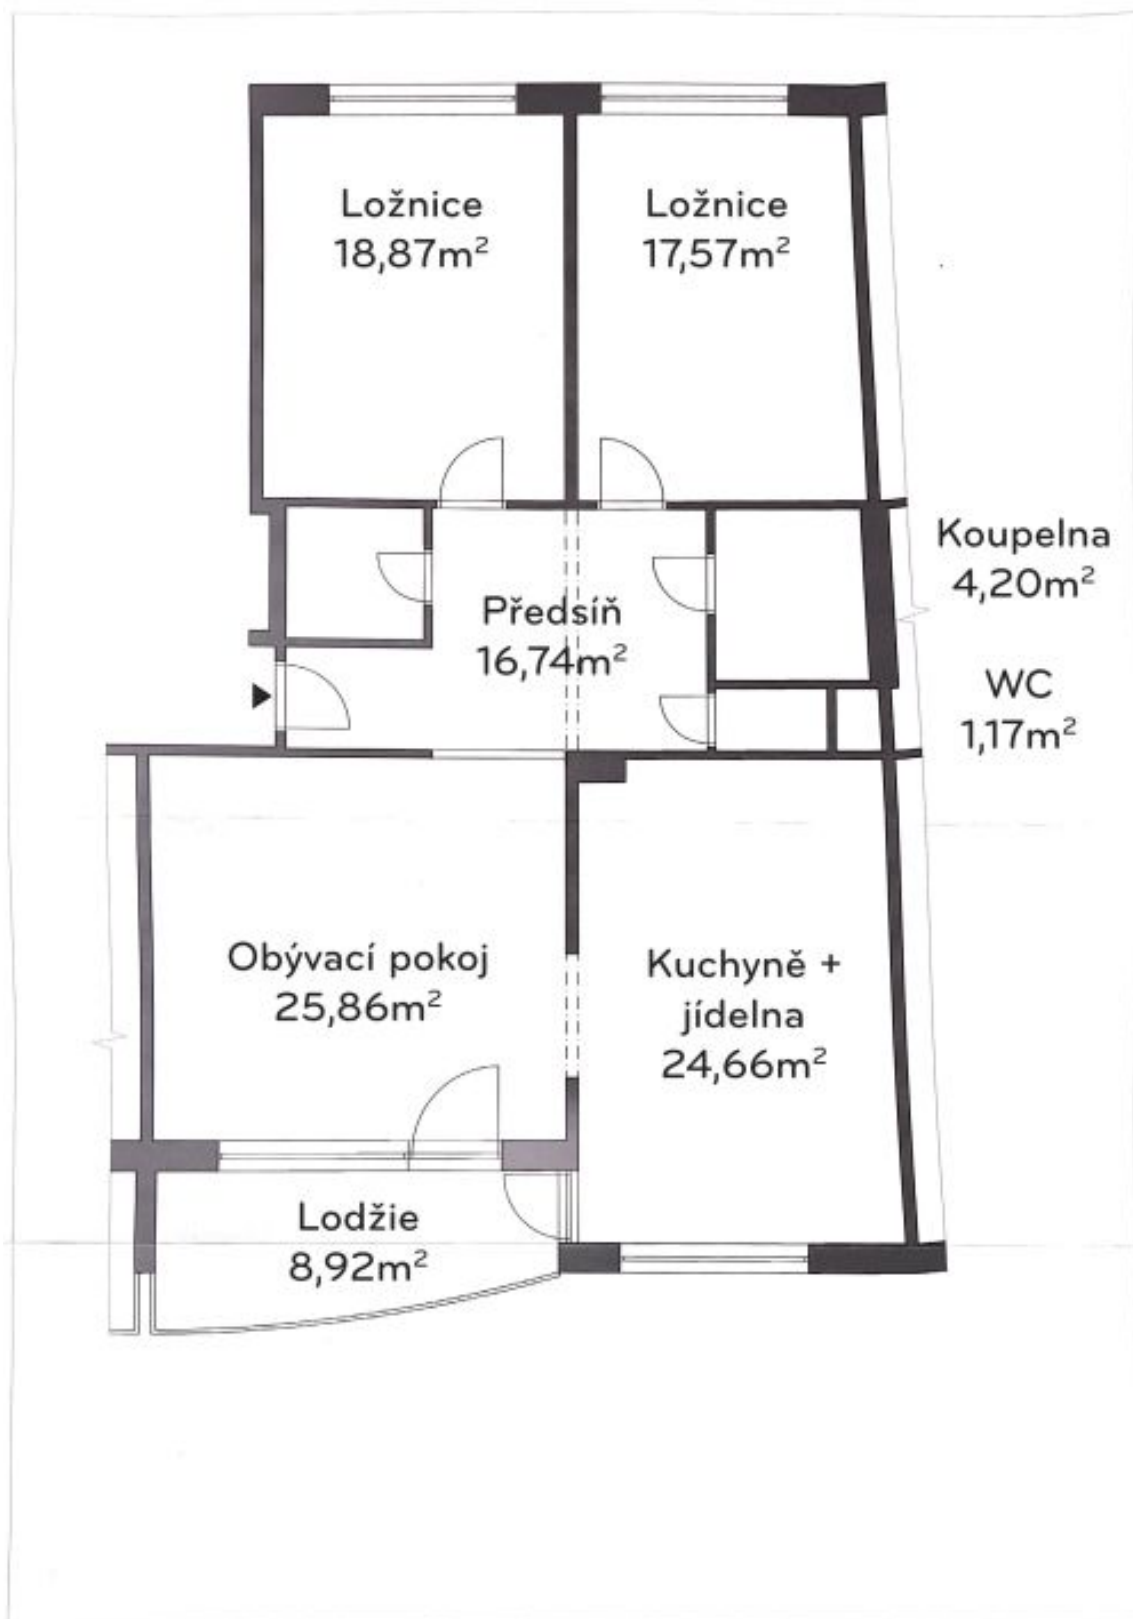 Ložnice
18,87m²
Ložnice
17,57m²
Koupelna
4,20m²
Předsíň
16,74m²
WC
1,17m²
Obývací pokoj
25,86m²
Kuchyně +
jídelna
24,66m²
Lodžie
8,92m²